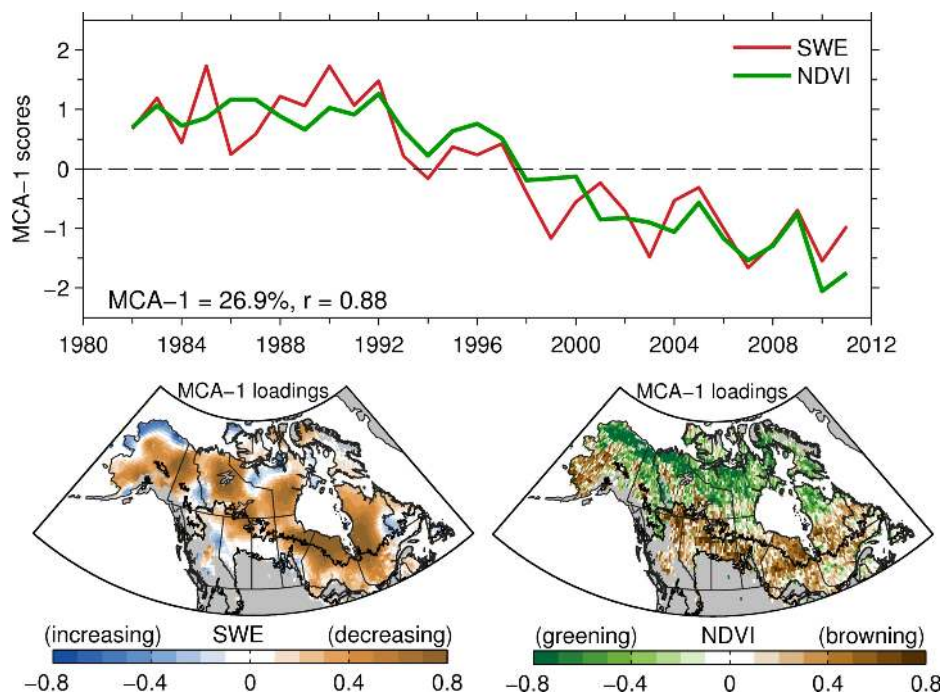 2
1
0
−1
−2
MCA−1 scores
SWE
NDVI
MCA−1 = 26.9%, r = 0.88
1980 1984 1988 1992 1996 2000 2004 2008 2012
MCA−1 loadings MCA−1 loadings
(increasing) SWE (decreasing) (greening) NDVI (browning)
−0.8 −0.4 0 0.4 0.8 −0.8 −0.4 0 0.4 0.8